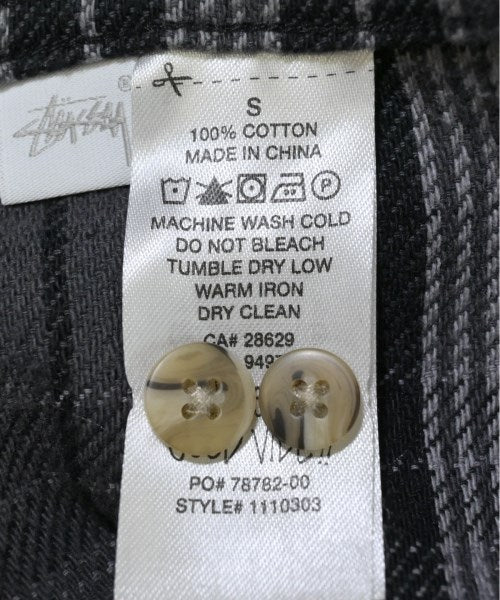 Stüssy
®
S
100% COTTON
MADE IN CHINA
P
MACHINE WASH COLD
DO NOT BLEACH
TUMBLE DRY LOW
WARM IRON
DRY CLEAN
CA# 28629
PO# 78782-00
STYLE# 1110303